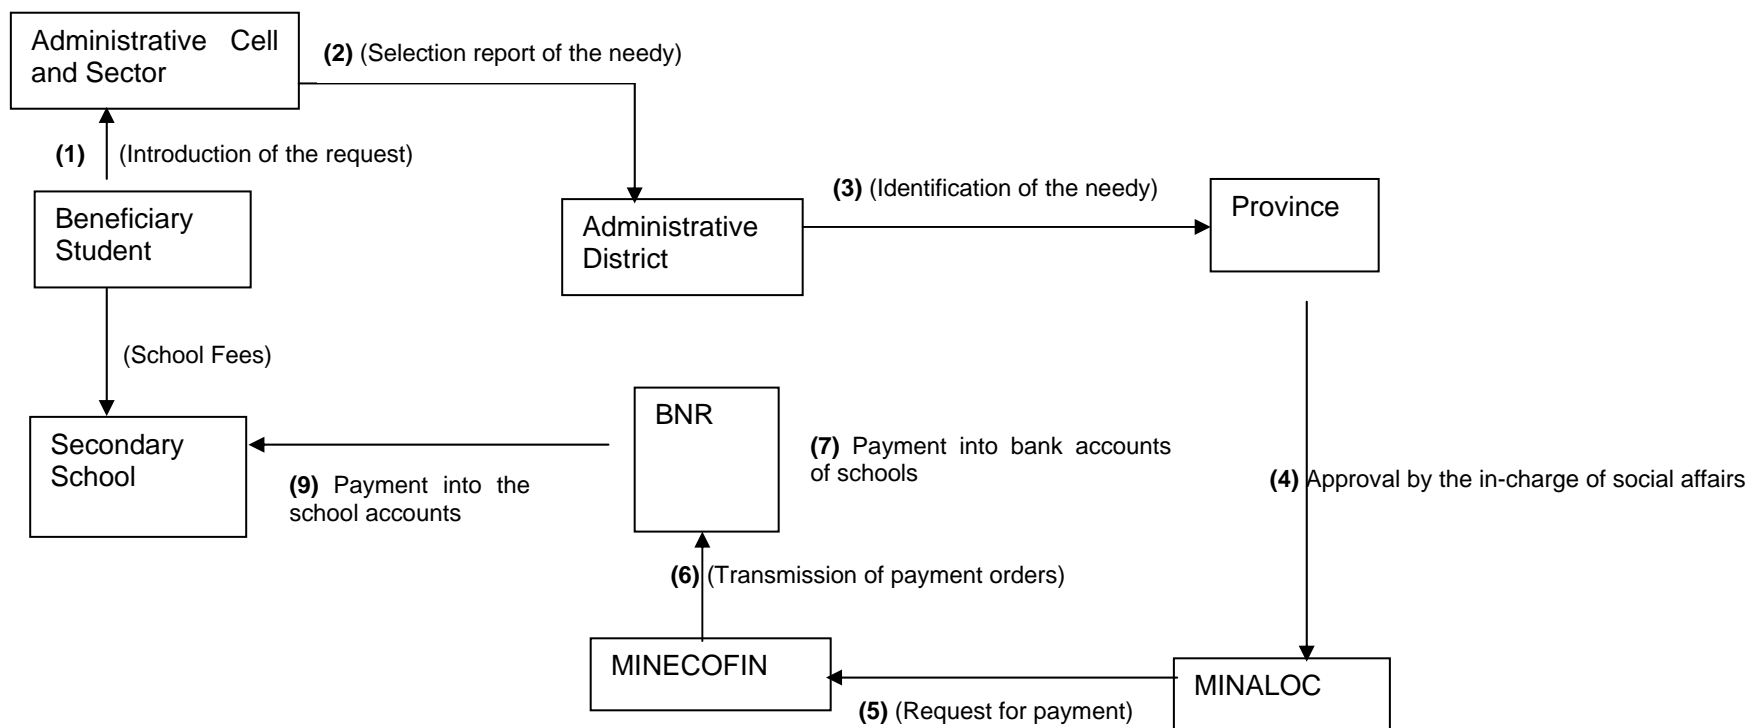 Administrative Cell
and Sector
(2) (Selection report of the needy)
(1) (Introduction of the request)
Beneficiary
Student
Administrative
District
(3) (Identification of the needy)
Province
(School Fees)
Secondary
School
(9) Payment into the
school accounts
BNR
(7) Payment into bank accounts
of schools
(4) Approval by the in-charge of social affairs
(6) (Transmission of payment orders)
MINECOFIN
MINALOC
(5) (Request for payment)